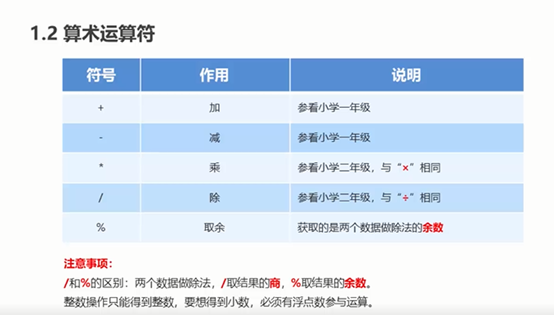 1.2 算术运算符
符号 作用 说明
+ 加 参看小学一年级
- 减 参看小学一年级
* 乘 参看小学二年级，与“×”相同
/ 除 参看小学二年级，与“÷”相同
% 取余 获取的是两个数据做除法的余数
注意事项：
/和%的区别：两个数据做除法，/取结果的商，%取结果的余数。
整数操作只能得到整数，要想得到小数，必须有浮点数参与运算。